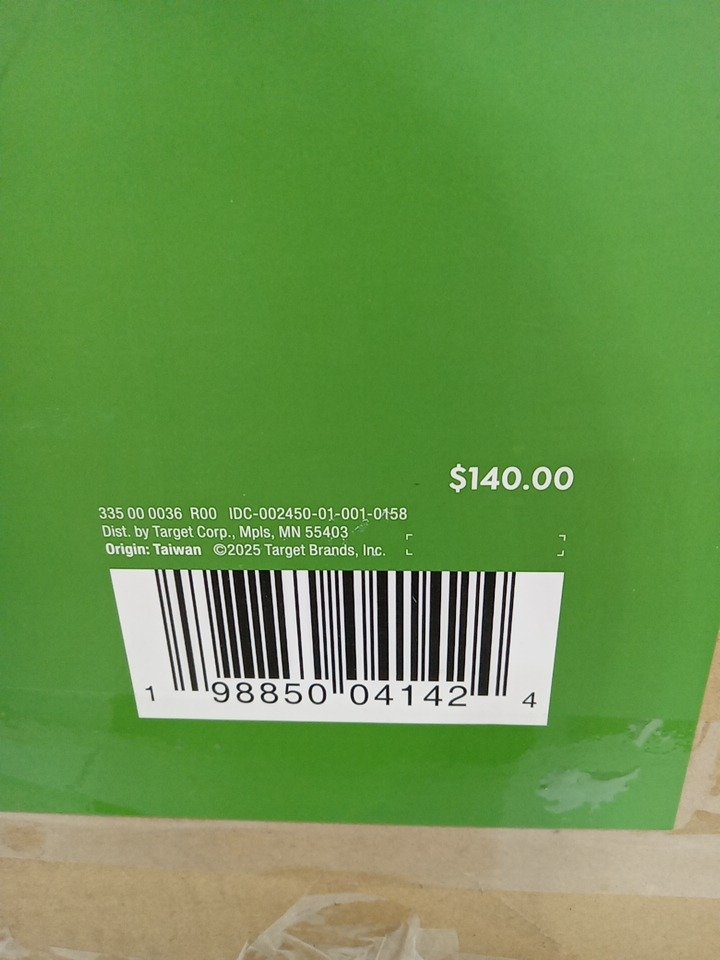 $140.00
335 00 0036 R00 IDC-002450-01-001-0158
Dist. by Target Corp., Mpls, MN 55403
Origin: Taiwan ©2025 Target Brands, Inc.
1 98850 04142 4